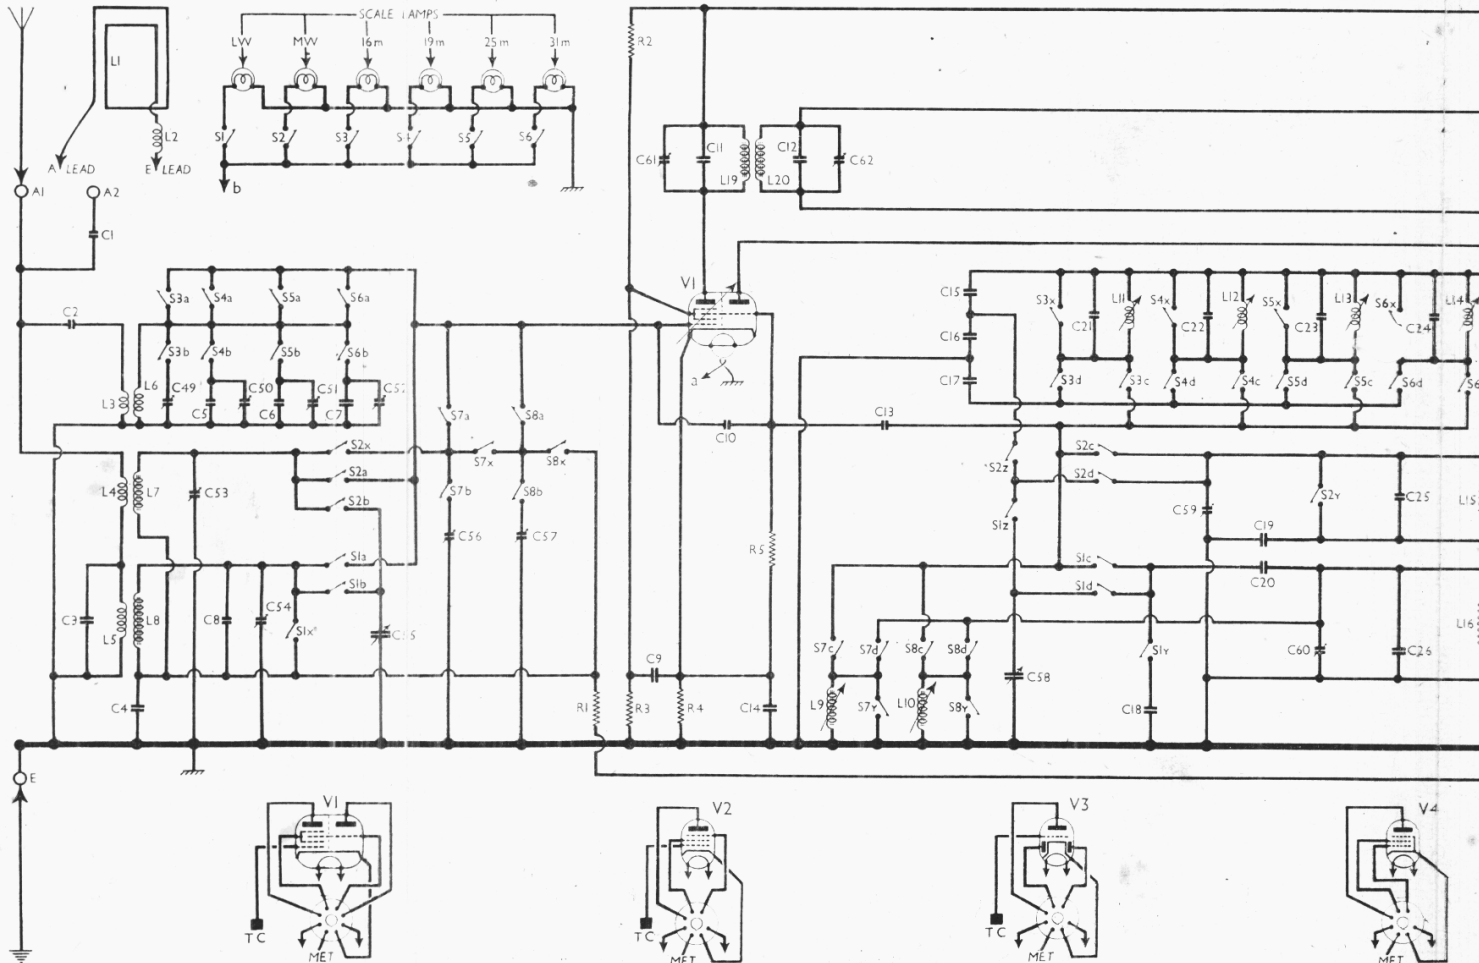 SCALE LAMPS
LW MW 16m 19m 25m 31m
L1
R2
S1 S2 S3 S4 S5 S6
L2
A LEAD E LEAD
b
A1 A2
C1
C61 C11 C12 C62
L19 L20
V1
a
S3a S4a S5a S6a
C2
S3b S4b S5b S6b
L6 C49 C50 C51 C52
L3 C5 C6 C7
C15 S3x L11 S4x L12 S5x L13 S6x L14
C21 C22 C23 C24
C16
C17 S3d S3c S4d S4c S5d S5c S6d
S7a S8a
C10 C13
S2x S7x S8x
S2a
S2b
L4 L7 C53
S7b S8b
C56 C57
S2c
S2z S2d
C59 S2Y C25 L15
S1z
C19
R5
S1a
S1b
S1c
S1d
C20
C3 L5 L8 C8 C54 S1x C55
S7c S7d S8c S8d
S1Y C60 C26 L16
C9 C58
C4 R1 R3 R4 C14
L9 S7Y L10 S8Y C18
E
V1 V2 V3 V4
TC TC TC
MET MET MET MET